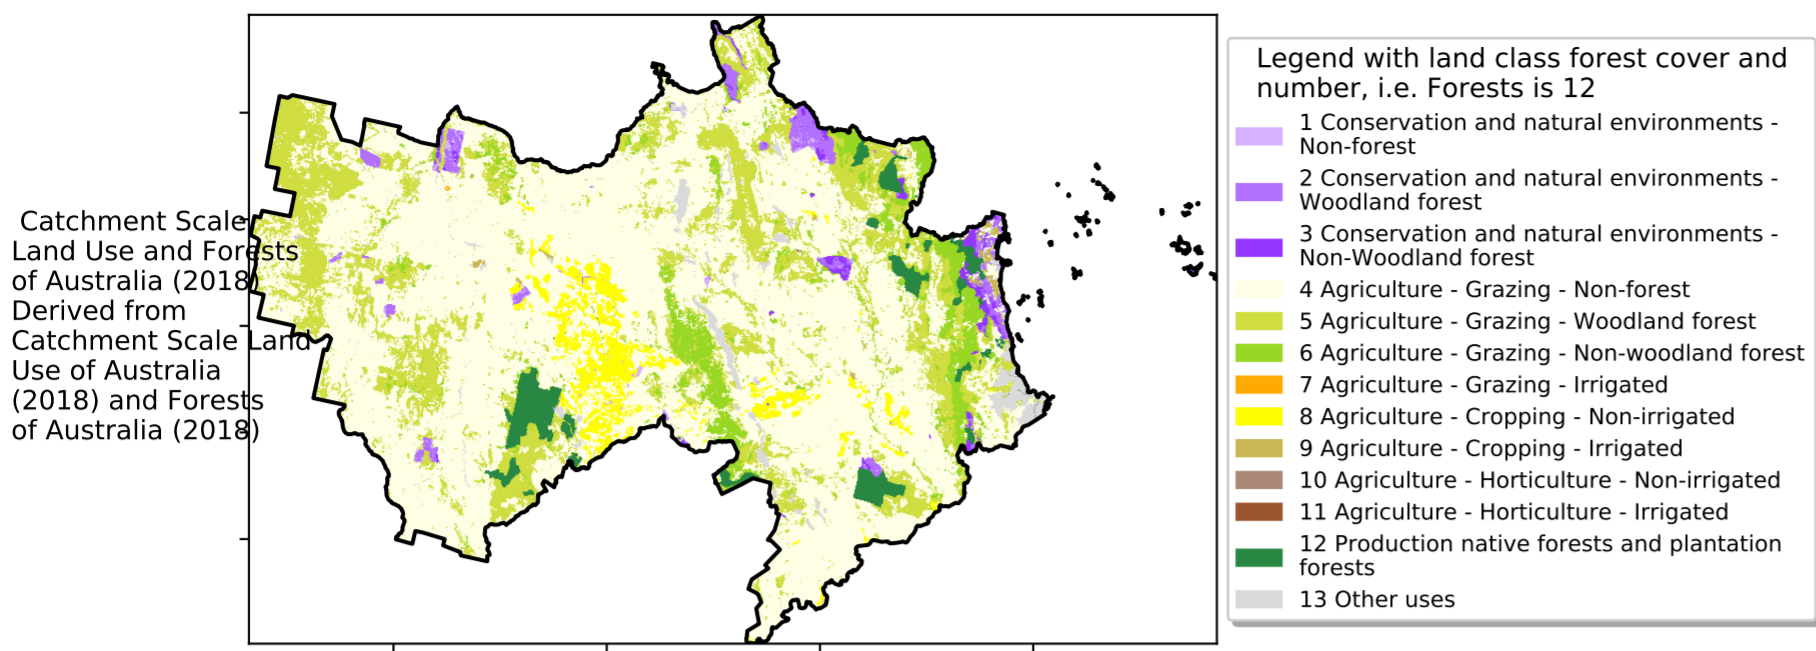 Catchment Scale
Land Use and Forests
of Australia (2018)
Derived from
Catchment Scale Land
Use of Australia
(2018) and Forests
of Australia (2018)
Legend with land class forest cover and
number, i.e. Forests is 12
1 Conservation and natural environments -
Non-forest
2 Conservation and natural environments -
Woodland forest
3 Conservation and natural environments -
Non-Woodland forest
4 Agriculture - Grazing - Non-forest
5 Agriculture - Grazing - Woodland forest
6 Agriculture - Grazing - Non-woodland forest
7 Agriculture - Grazing - Irrigated
8 Agriculture - Cropping - Non-irrigated
9 Agriculture - Cropping - Irrigated
10 Agriculture - Horticulture - Non-irrigated
11 Agriculture - Horticulture - Irrigated
12 Production native forests and plantation
forests
13 Other uses